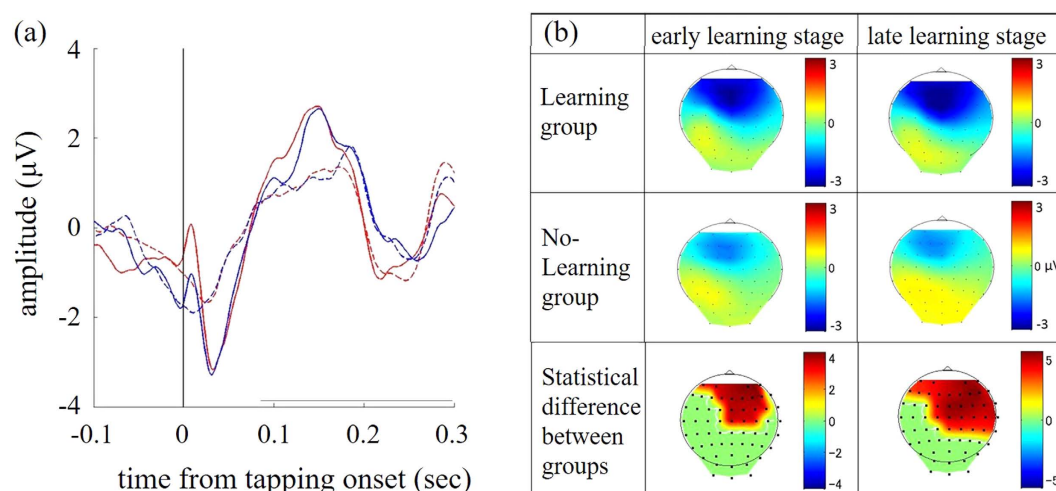 (a)
4
2
0
-2
-4
amplitude (µV)
-0.1 0 0.1 0.2 0.3
time from tapping onset (sec)
(b) early learning stage late learning stage
Learning
group
3
0
-3
3
0
-3
No-
Learning
group
3
0
-3
3
0 µV
-3
Statistical
difference
between
groups
4
2
0
-2
-4
5
0
-5